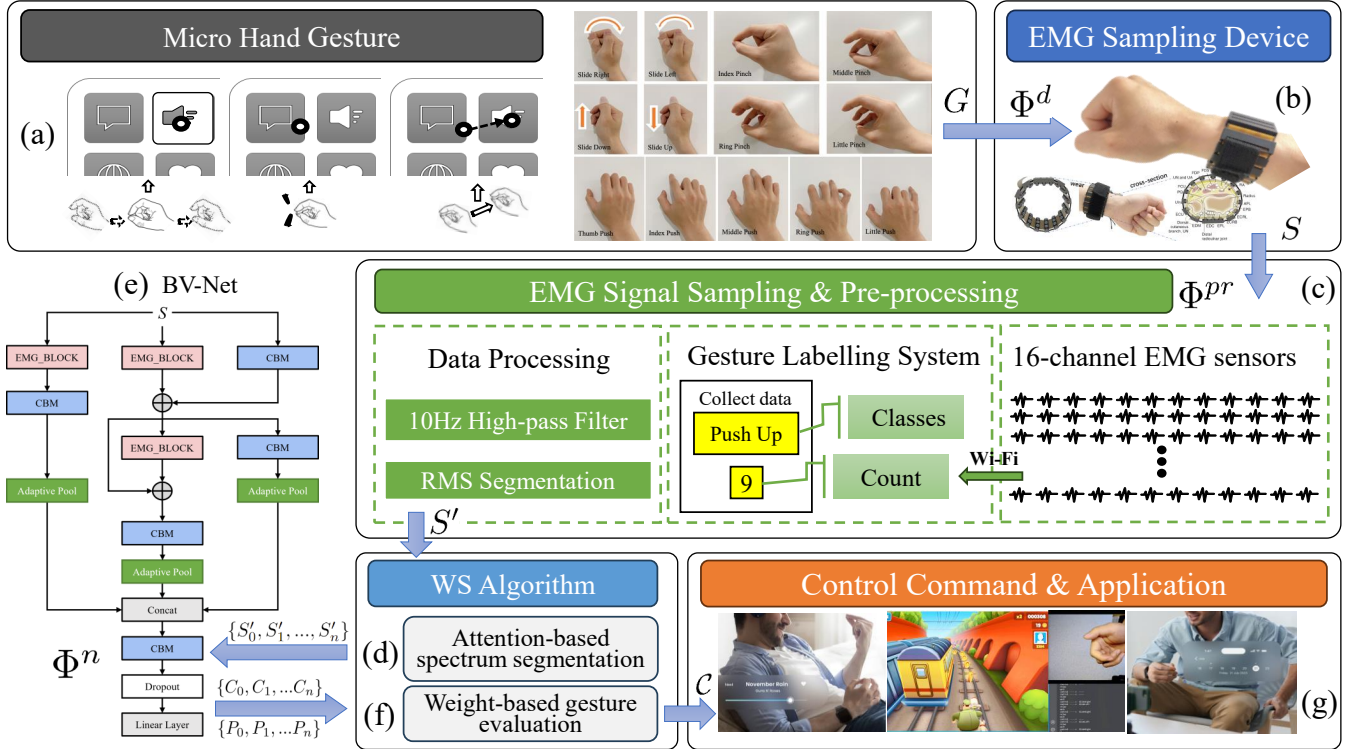 Micro Hand Gesture
(a)
Slide Right
Slide Left
Index Pinch
Middle Pinch
Slide Down
Slide Up
Ring Pinch
Little Pinch
Thumb Push
Index Push
Middle Push
Ring Push
Little Push
G
EMG Sampling Device
Φ^d
(b)
wear
cross-section
S
(e) BV-Net
S
EMG_BLOCK
EMG_BLOCK
CBM
CBM
EMG_BLOCK
CBM
Adaptive Pool
Adaptive Pool
CBM
Adaptive Pool
Concat
CBM
Dropout
Linear Layer
Φ^n
{S′_0, S′_1, ..., S′_n}
{C_0, C_1, ...C_n}
{P_0, P_1, ...P_n}
EMG Signal Sampling & Pre-processing
Φ^{pr}
(c)
Data Processing
10Hz High-pass Filter
RMS Segmentation
Gesture Labelling System
Collect data
Push Up
9
Classes
Count
Wi-Fi
16-channel EMG sensors
S′
WS Algorithm
(d)
Attention-based
spectrum segmentation
(f)
Weight-based gesture
evaluation
C
Control Command & Application
November Rain
(g)